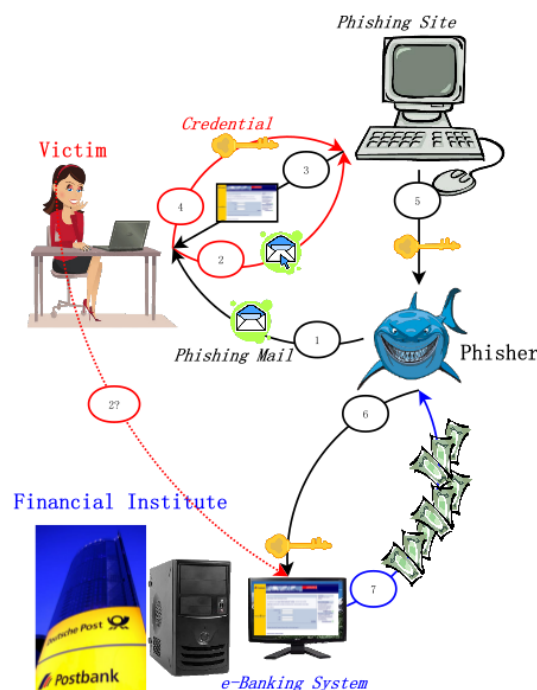 Phishing Site
Credential
Victim
3
4
5
2
1
Phishing Mail
Phisher
2?
6
Financial Institute
7
Deutsche Post
Postbank
e-Banking System